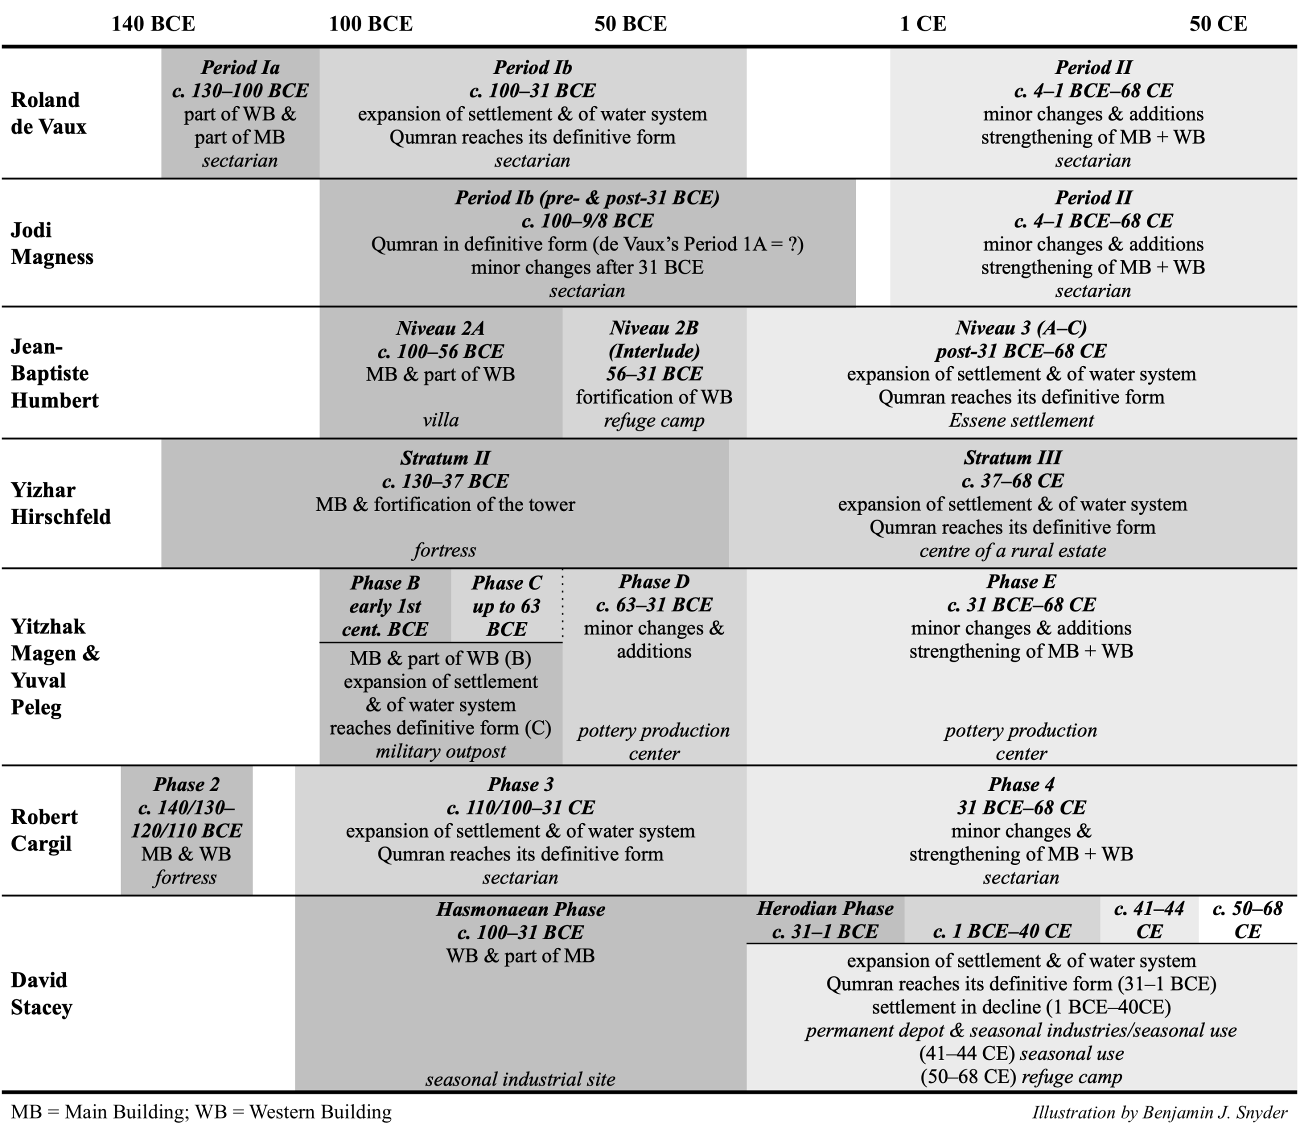 140 BCE 100 BCE 50 BCE 1 CE 50 CE
Roland
de Vaux
Period Ia
c. 130–100 BCE
part of WB &
part of MB
sectarian
Period Ib
c. 100–31 BCE
expansion of settlement & of water system
Qumran reaches its definitive form
sectarian
Period II
c. 4–1 BCE–68 CE
minor changes & additions
strengthening of MB + WB
sectarian
Jodi
Magness
Period Ib (pre- & post-31 BCE)
c. 100–9/8 BCE
Qumran in definitive form (de Vaux’s Period 1A = ?)
minor changes after 31 BCE
sectarian
Period II
c. 4–1 BCE–68 CE
minor changes & additions
strengthening of MB + WB
sectarian
Jean-
Baptiste
Humbert
Niveau 2A
c. 100–56 BCE
MB & part of WB
villa
Niveau 2B
(Interlude)
56–31 BCE
fortification of WB
refuge camp
Niveau 3 (A–C)
post-31 BCE–68 CE
expansion of settlement & of water system
Qumran reaches its definitive form
Essene settlement
Yizhar
Hirschfeld
Stratum II
c. 130–37 BCE
MB & fortification of the tower
fortress
Stratum III
c. 37–68 CE
expansion of settlement & of water system
Qumran reaches its definitive form
centre of a rural estate
Yitzhak
Magen &
Yuval
Peleg
Phase B
early 1st
cent. BCE
Phase C
up to 63
BCE
MB & part of WB (B)
expansion of settlement
& of water system
reaches definitive form (C)
military outpost
Phase D
c. 63–31 BCE
minor changes &
additions
pottery production
center
Phase E
c. 31 BCE–68 CE
minor changes & additions
strengthening of MB + WB
pottery production
center
Robert
Cargil
Phase 2
c. 140/130–
120/110 BCE
MB & WB
fortress
Phase 3
c. 110/100–31 CE
expansion of settlement & of water system
Qumran reaches its definitive form
sectarian
Phase 4
31 BCE–68 CE
minor changes &
strengthening of MB + WB
sectarian
David
Stacey
Hasmonaean Phase
c. 100–31 BCE
WB & part of MB
seasonal industrial site
Herodian Phase
c. 31–1 BCE
c. 1 BCE–40 CE
c. 41–44
CE
c. 50–68
CE
expansion of settlement & of water system
Qumran reaches its definitive form (31–1 BCE)
settlement in decline (1 BCE–40CE)
permanent depot & seasonal industries/seasonal use
(41–44 CE) seasonal use
(50–68 CE) refuge camp
MB = Main Building; WB = Western Building
Illustration by Benjamin J. Snyder